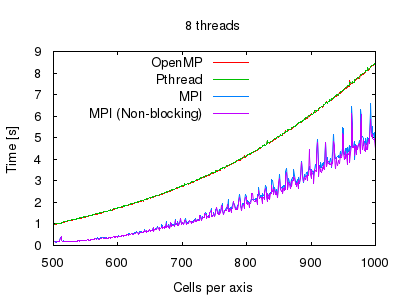 8 threads
Time [s]
9
8
7
6
5
4
3
2
1
0
OpenMP
Pthread
MPI
MPI (Non-blocking)
500 600 700 800 900 1000
Cells per axis